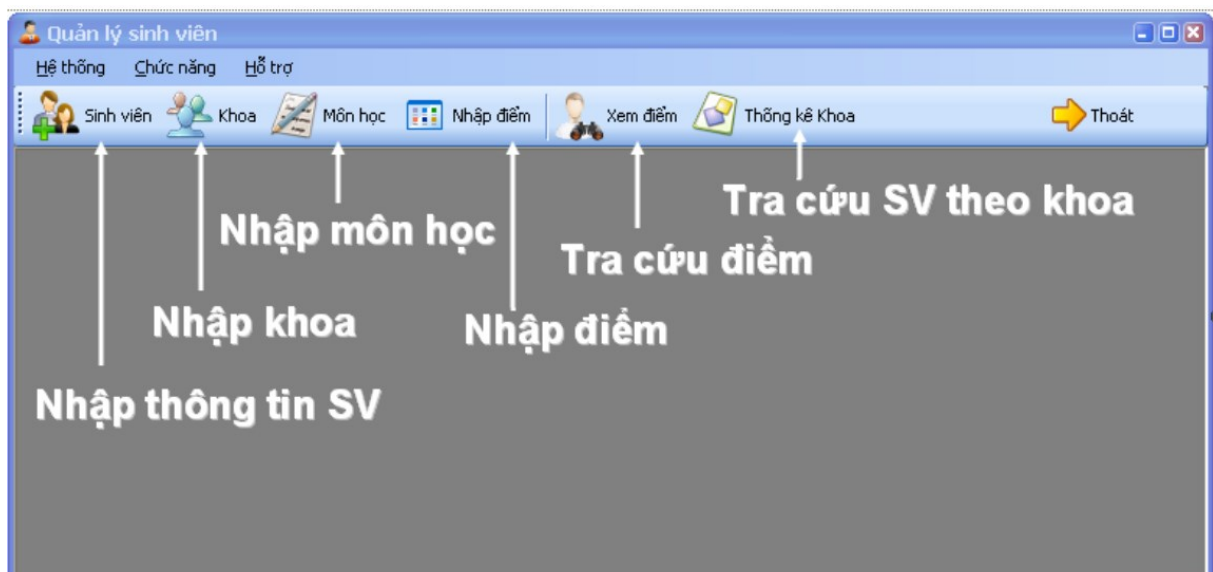 Quản lý sinh viên
Hệ thống Chức năng Hỗ trợ
Sinh viên Khoa Môn học Nhập điểm Xem điểm Thống kê Khoa Thoát
Tra cứu SV theo khoa
Nhập môn học
Tra cứu điểm
Nhập khoa
Nhập điểm
Nhập thông tin SV